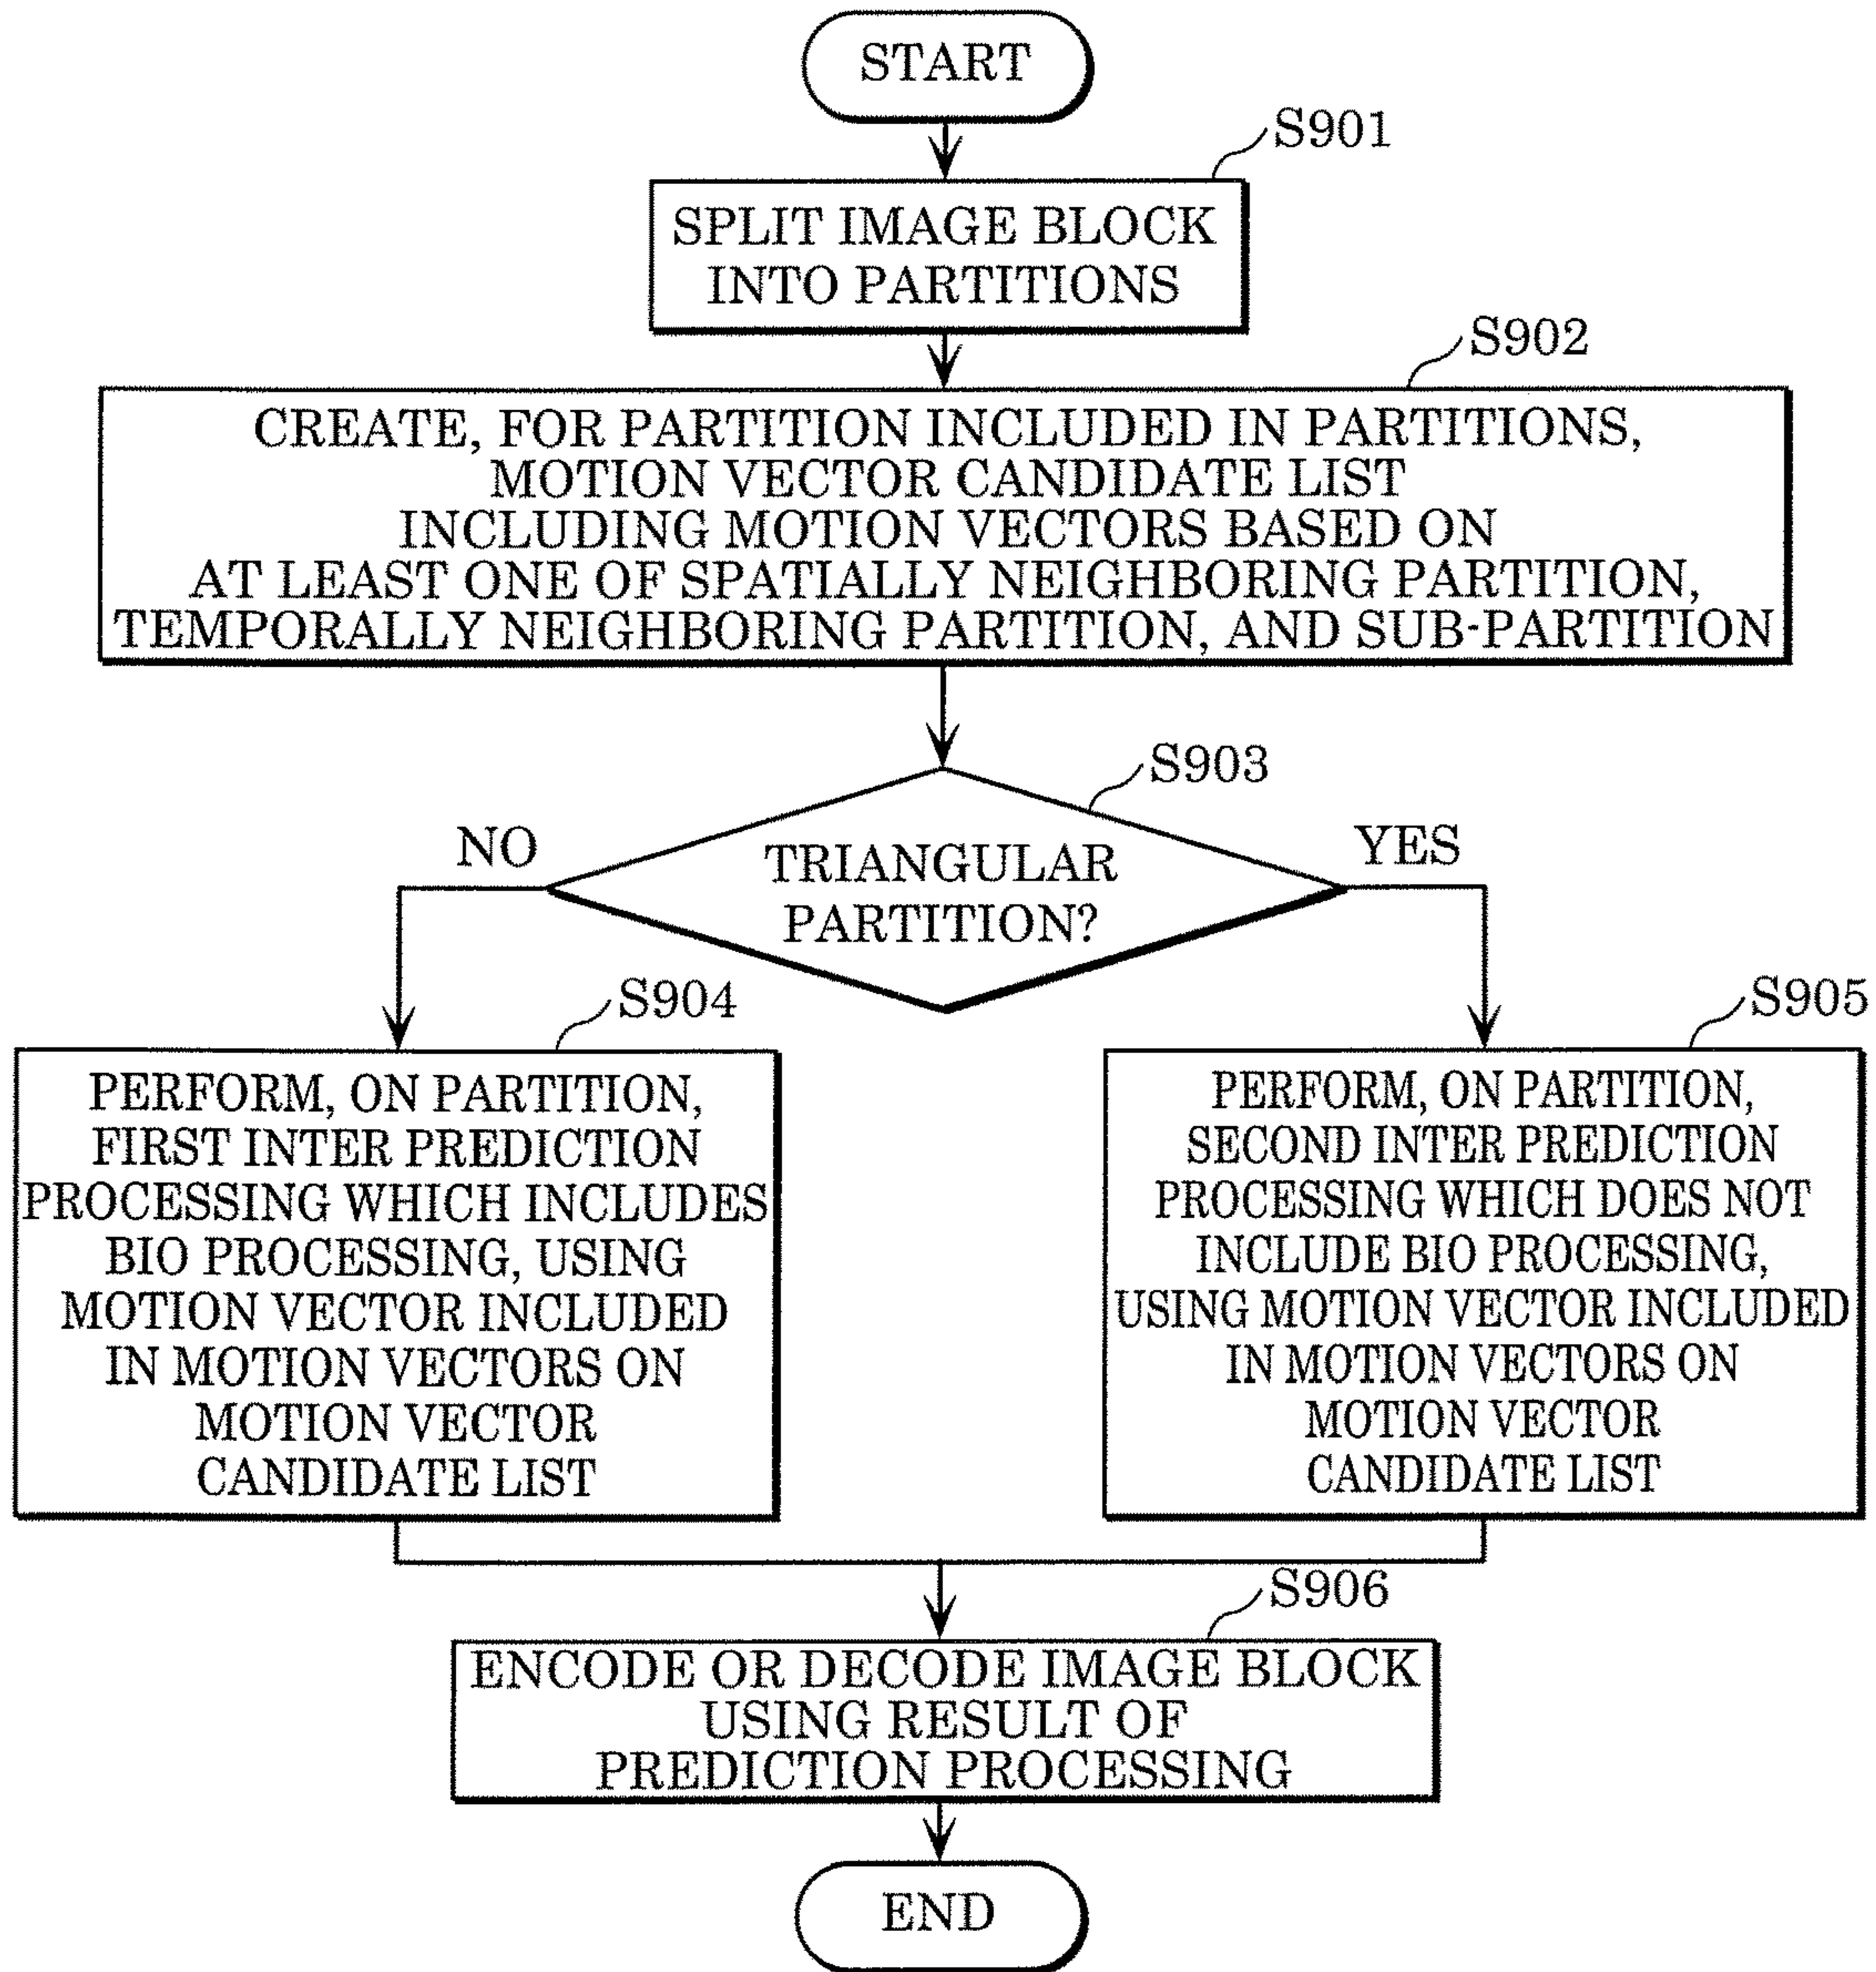 START
S901
SPLIT IMAGE BLOCK
INTO PARTITIONS
S902
CREATE, FOR PARTITION INCLUDED IN PARTITIONS,
MOTION VECTOR CANDIDATE LIST
INCLUDING MOTION VECTORS BASED ON
AT LEAST ONE OF SPATIALLY NEIGHBORING PARTITION,
TEMPORALLY NEIGHBORING PARTITION, AND SUB-PARTITION
S903
NO
YES
TRIANGULAR
PARTITION?
S904
PERFORM, ON PARTITION,
FIRST INTER PREDICTION
PROCESSING WHICH INCLUDES
BIO PROCESSING, USING
MOTION VECTOR INCLUDED
IN MOTION VECTORS ON
MOTION VECTOR
CANDIDATE LIST
S905
PERFORM, ON PARTITION,
SECOND INTER PREDICTION
PROCESSING WHICH DOES NOT
INCLUDE BIO PROCESSING,
USING MOTION VECTOR INCLUDED
IN MOTION VECTORS ON
MOTION VECTOR
CANDIDATE LIST
S906
ENCODE OR DECODE IMAGE BLOCK
USING RESULT OF
PREDICTION PROCESSING
END